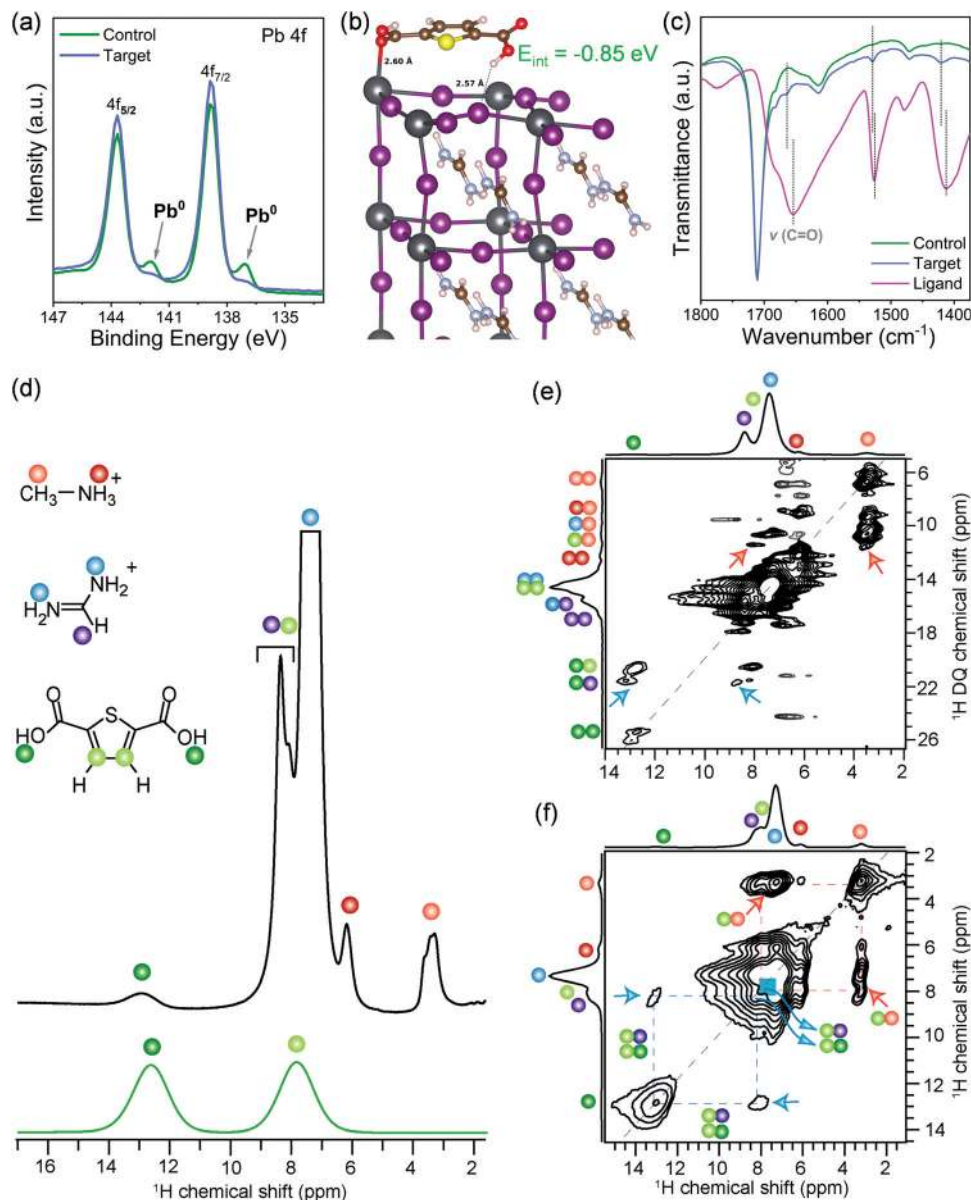 (a)
Control
Target
Pb 4f
4f7/2
4f5/2
Pb0
Pb0
Intensity (a.u.)
147 144 141 138 135
Binding Energy (eV)
(b)
Eint = -0.85 eV
2.60 Å
2.57 Å
(c)
Transmittance (a.u.)
ν (C=O)
Control
Target
Ligand
1800 1700 1600 1500 1400
Wavenumber (cm-1)
(d)
CH3 NH3+
NH2+
H2N H
O S O
HO OH
H H
16 14 12 10 8 6 4 2
1H chemical shift (ppm)
(e)
6
10
14
18
22
26
1H DQ chemical shift (ppm)
14 12 10 8 6 4 2
(f)
2
4
6
8
10
12
14
1H chemical shift (ppm)
14 12 10 8 6 4 2
1H chemical shift (ppm)